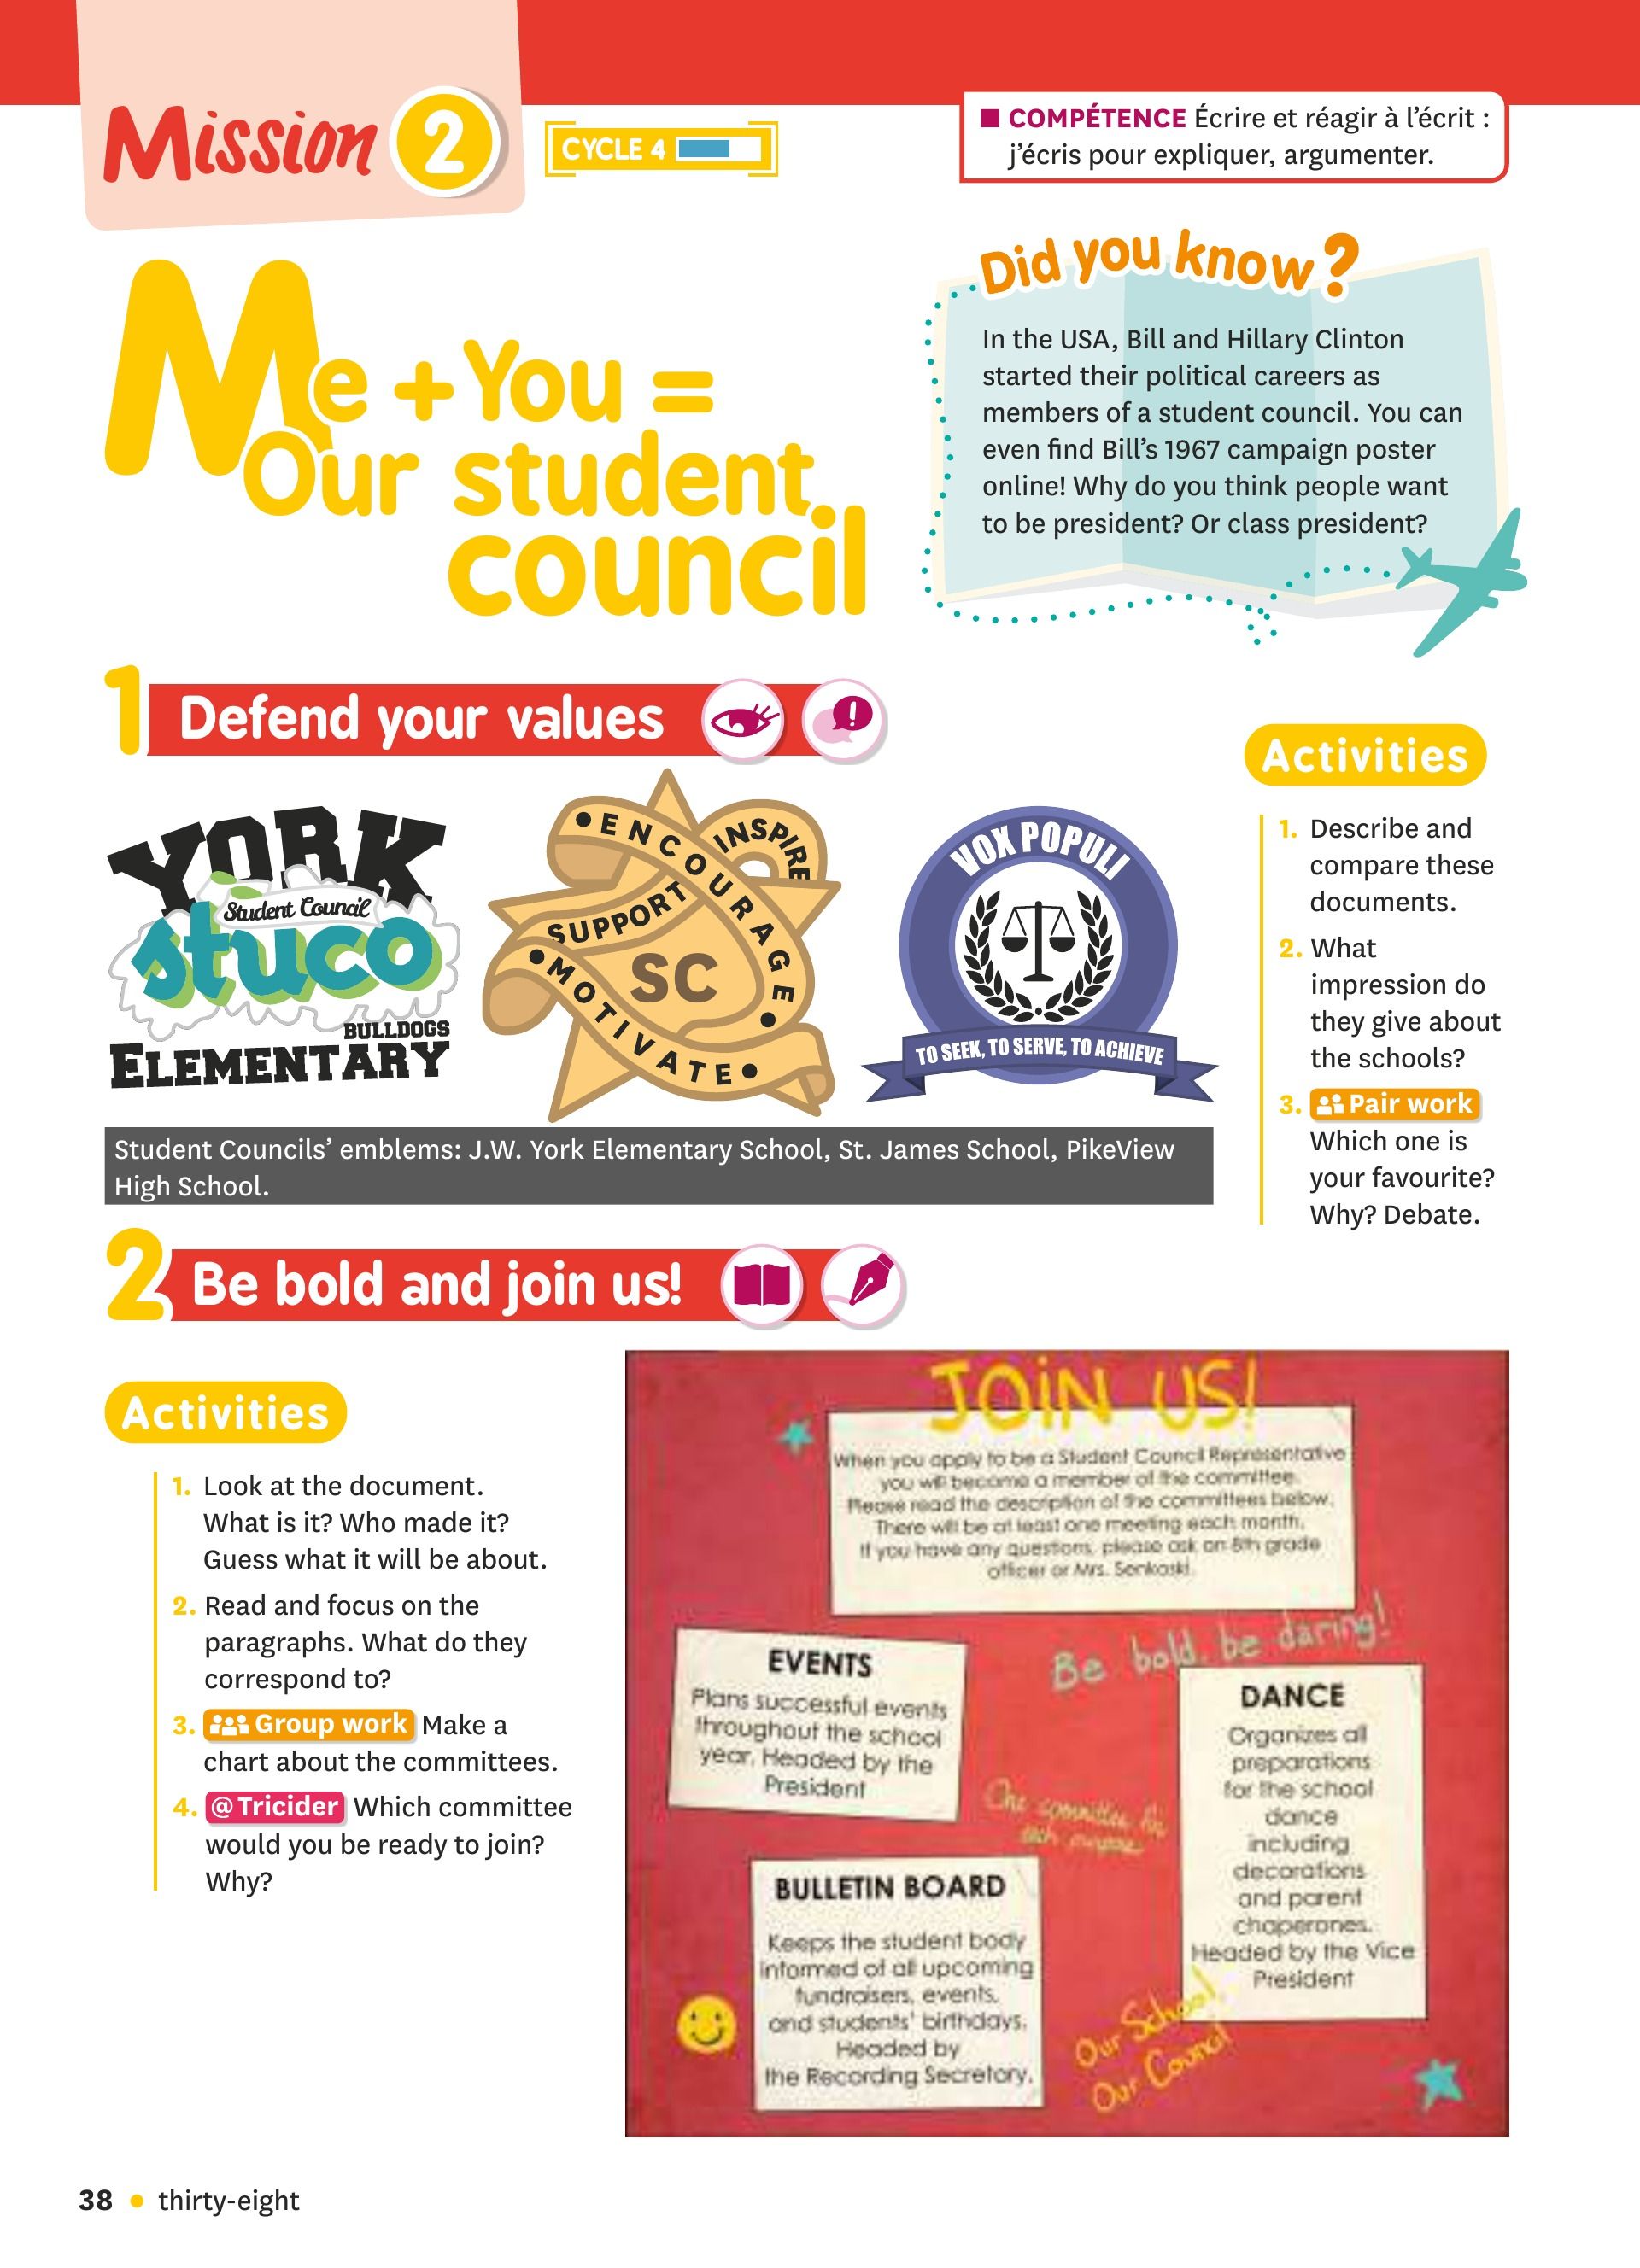 Mission 2
CYCLE 4
■ COMPÉTENCE Écrire et réagir à l'écrit :
j'écris pour expliquer, argumenter.
Me + You =
Our student
council
Did you know?
In the USA, Bill and Hillary Clinton
started their political careers as
members of a student council. You can
even find Bill's 1967 campaign poster
online! Why do you think people want
to be president? Or class president?
1 Defend your values
YORK
Student Council
stuco
BULLDOGS
ELEMENTARY
•ENCOURAGE•
INSPIRE
SUPPORT
SC
•MOTIVATE•
VOX POPULI
TO SEEK, TO SERVE, TO ACHIEVE
Student Councils' emblems: J.W. York Elementary School, St. James School, PikeView
High School.
Activities
1. Describe and
compare these
documents.
2. What
impression do
they give about
the schools?
3. Pair work
Which one is
your favourite?
Why? Debate.
2 Be bold and join us!
Activities
1. Look at the document.
What is it? Who made it?
Guess what it will be about.
2. Read and focus on the
paragraphs. What do they
correspond to?
3. Group work Make a
chart about the committees.
4. @Tricider Which committee
would you be ready to join?
Why?
JOIN US!
When you apply to be a Student Council Representative
you will become a member of the committee.
Please read the description of the committees below.
There will be at least one meeting each month.
If you have any questions, please ask an 8th grade
officer or Mrs. Senkoski.
Be bold, be daring!
EVENTS
Plans successful events
throughout the school
year. Headed by the
President
DANCE
Organizes all
preparations
for the school
dance
including
decorations
and parent
chaperones.
Headed by the Vice
President
One committee for
each purpose
BULLETIN BOARD
Keeps the student body
informed of all upcoming
fundraisers, events,
and students' birthdays.
Headed by
the Recording Secretary.
Our School,
Our Council
38 • thirty-eight